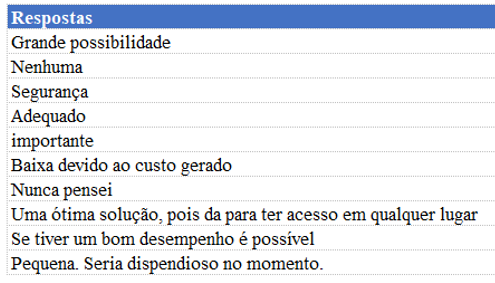 Respostas
Grande possibilidade
Nenhuma
Segurança
Adequado
importante
Baixa devido ao custo gerado
Nunca pensei
Uma ótima solução, pois da para ter acesso em qualquer lugar
Se tiver um bom desempenho é possível
Pequena. Seria dispendioso no momento.